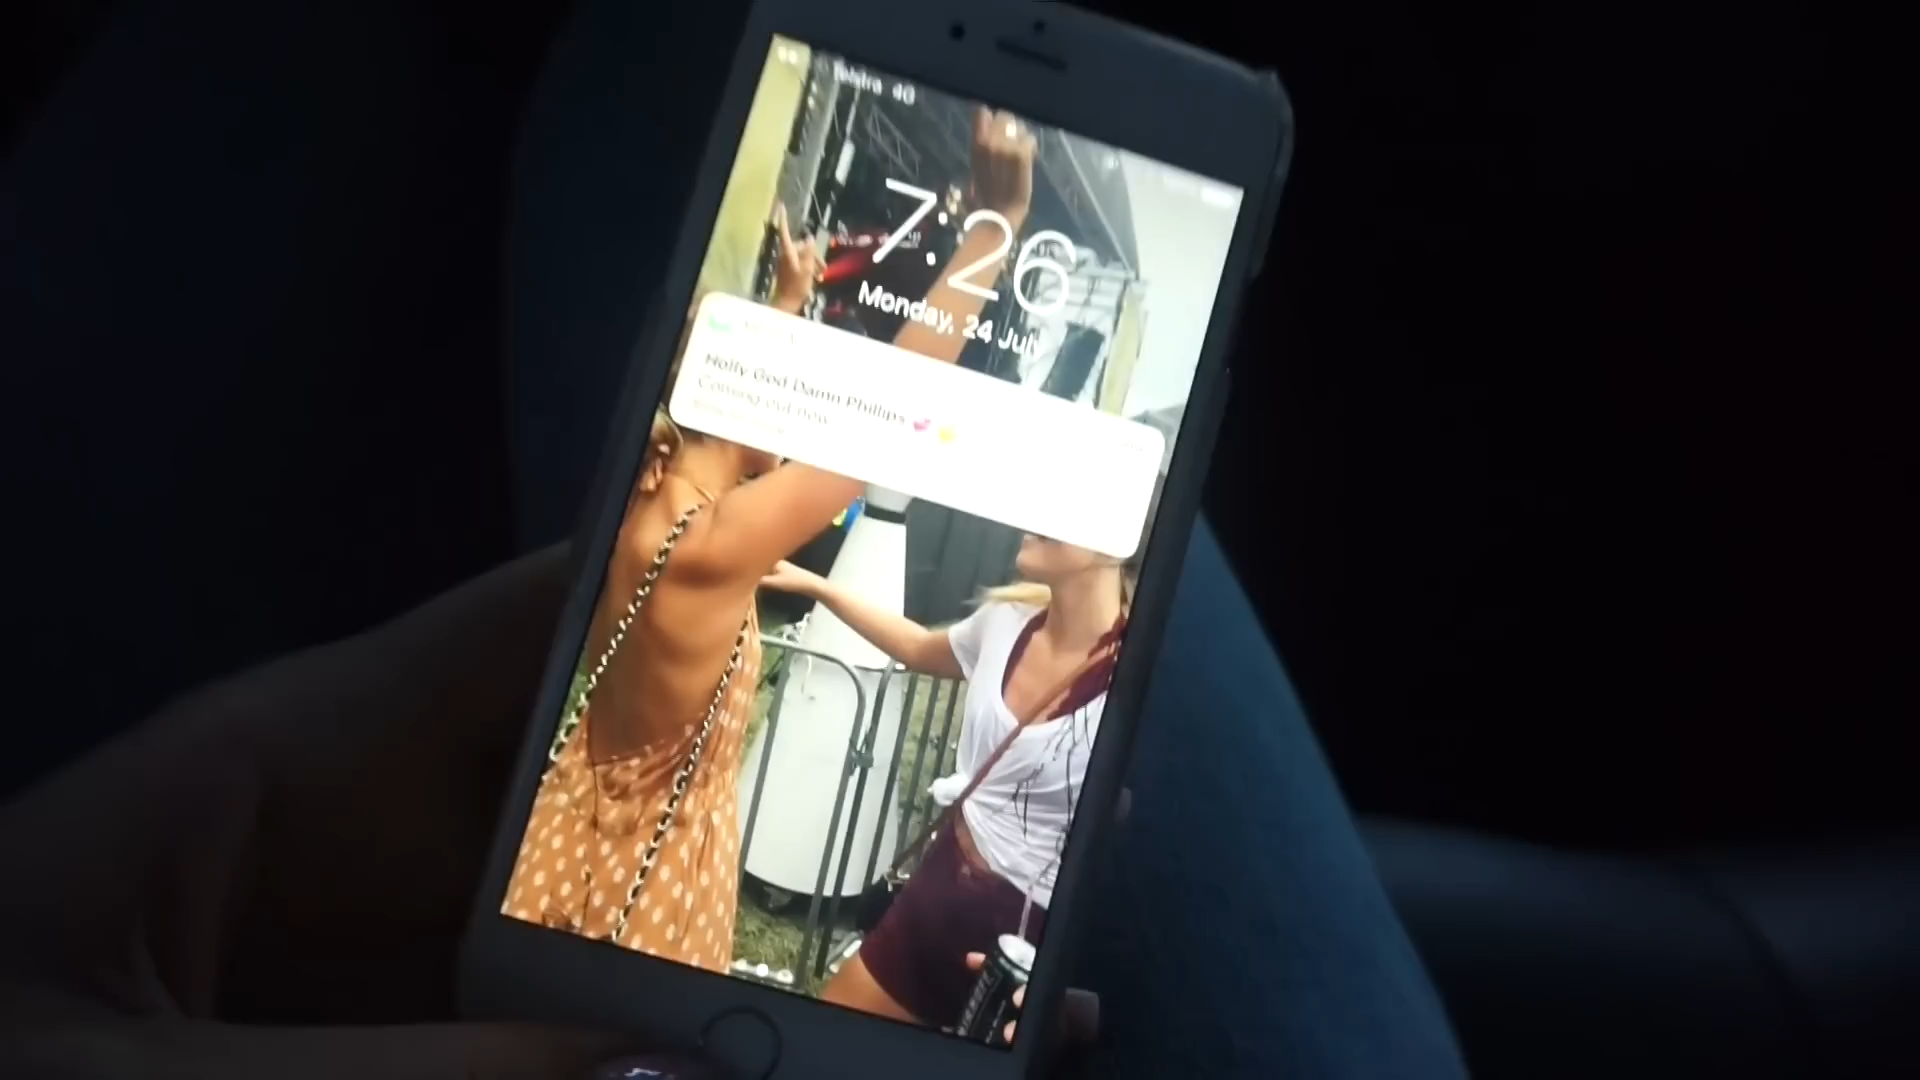 Telstra 4G
7:26
Monday, 24 July
Holly God Damn Phillips 💕
Coming out now